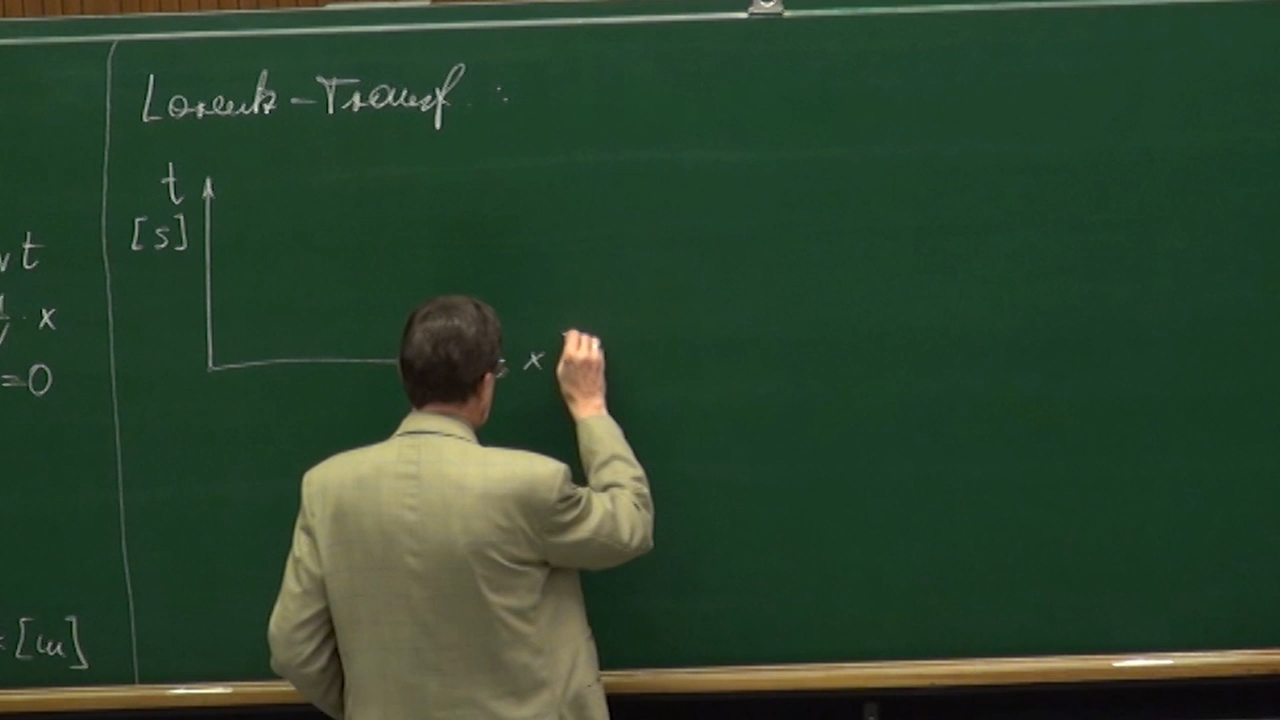 Lorentz-Transf. :
t
[s]
x
vt
· x
=0
[m]